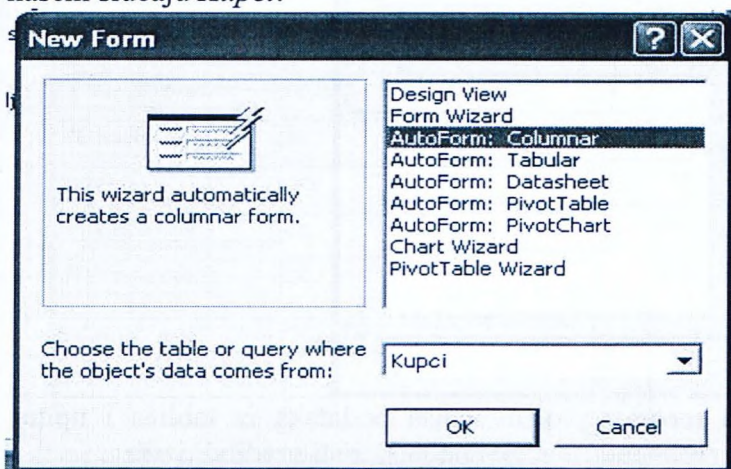 New Form
Design View
Form Wizard
AutoForm: Columnar
AutoForm: Tabular
AutoForm: Datasheet
AutoForm: PivotTable
AutoForm: PivotChart
Chart Wizard
PivotTable Wizard
This wizard automatically
creates a columnar form.
Choose the table or query where
the object's data comes from:
Kupci
OK
Cancel